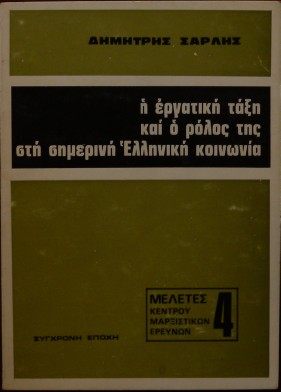 ΔΗΜΗΤΡΗΣ ΣΑΡΛΗΣ
ἡ ἐργατική τάξη
καί ὁ ρόλος της
στή σημερινή Ἑλληνική κοινωνία
ΜΕΛΕΤΕΣ
ΚΕΝΤΡΟΥ
ΜΑΡΞΙΣΤΙΚΩΝ
ΕΡΕΥΝΩΝ
4
ΣΥΓΧΡΟΝΗ ΕΠΟΧΗ